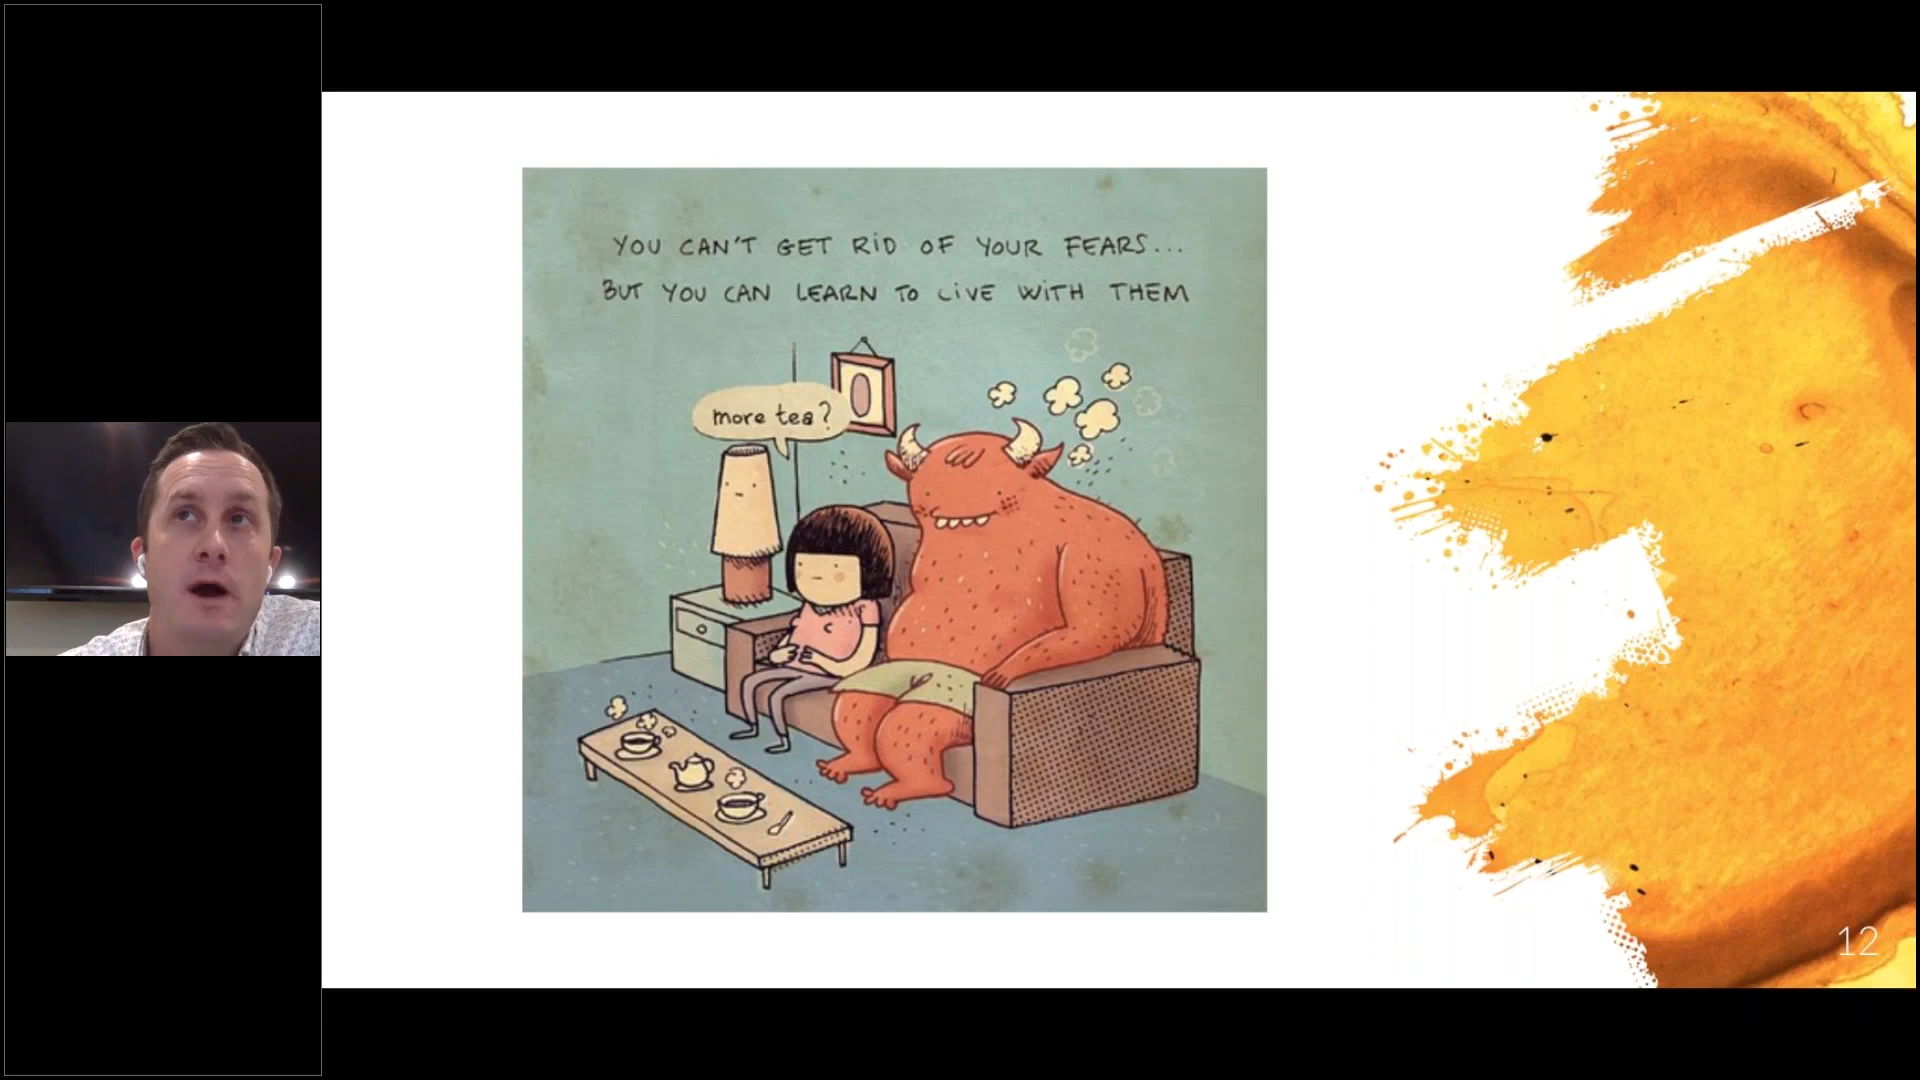 YOU CAN'T GET RID OF YOUR FEARS...
BUT YOU CAN LEARN TO LIVE WITH THEM
more tea?
12